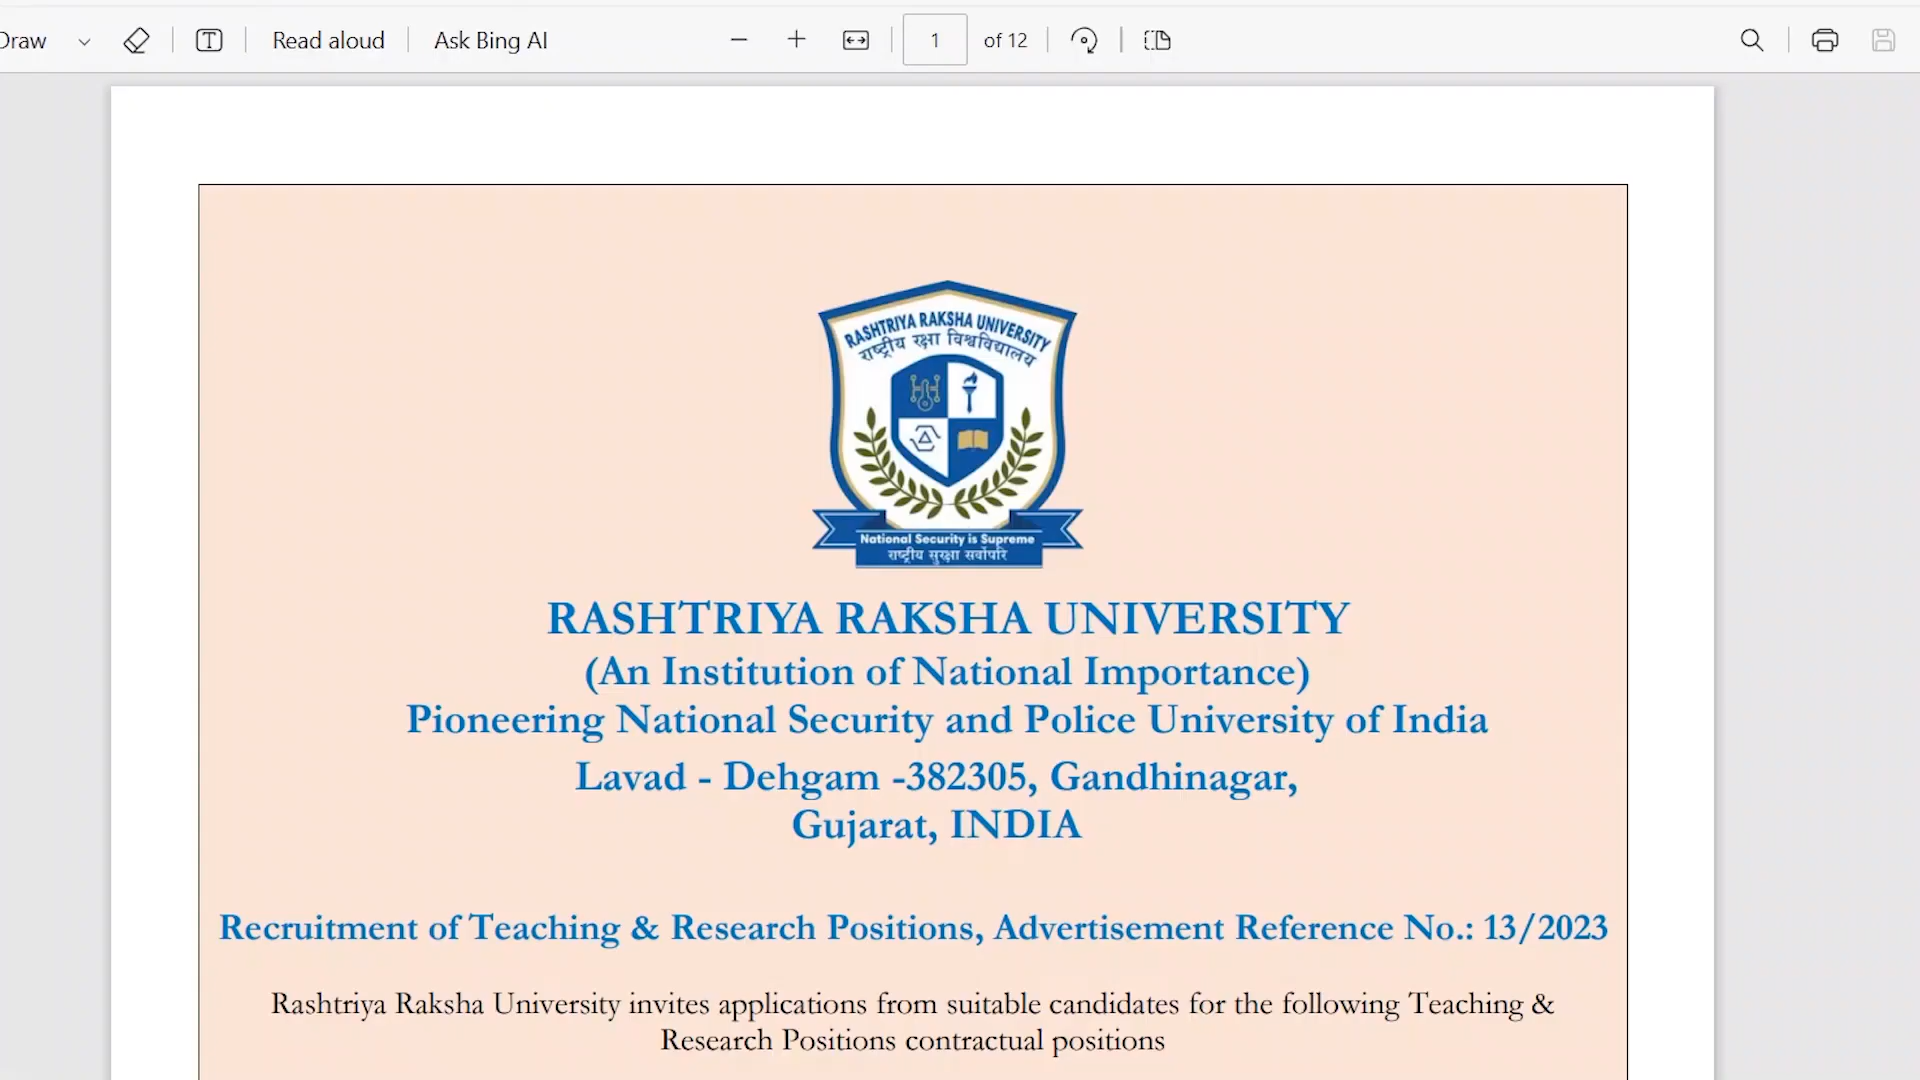 Draw
Read aloud
Ask Bing AI
1
of 12
RASHTRIYA RAKSHA UNIVERSITY
राष्ट्रीय रक्षा विश्वविद्यालय
National Security is Supreme
राष्ट्रीय सुरक्षा सर्वोपरि
RASHTRIYA RAKSHA UNIVERSITY
(An Institution of National Importance)
Pioneering National Security and Police University of India
Lavad - Dehgam -382305, Gandhinagar,
Gujarat, INDIA
Recruitment of Teaching & Research Positions, Advertisement Reference No.: 13/2023
Rashtriya Raksha University invites applications from suitable candidates for the following Teaching &
Research Positions contractual positions